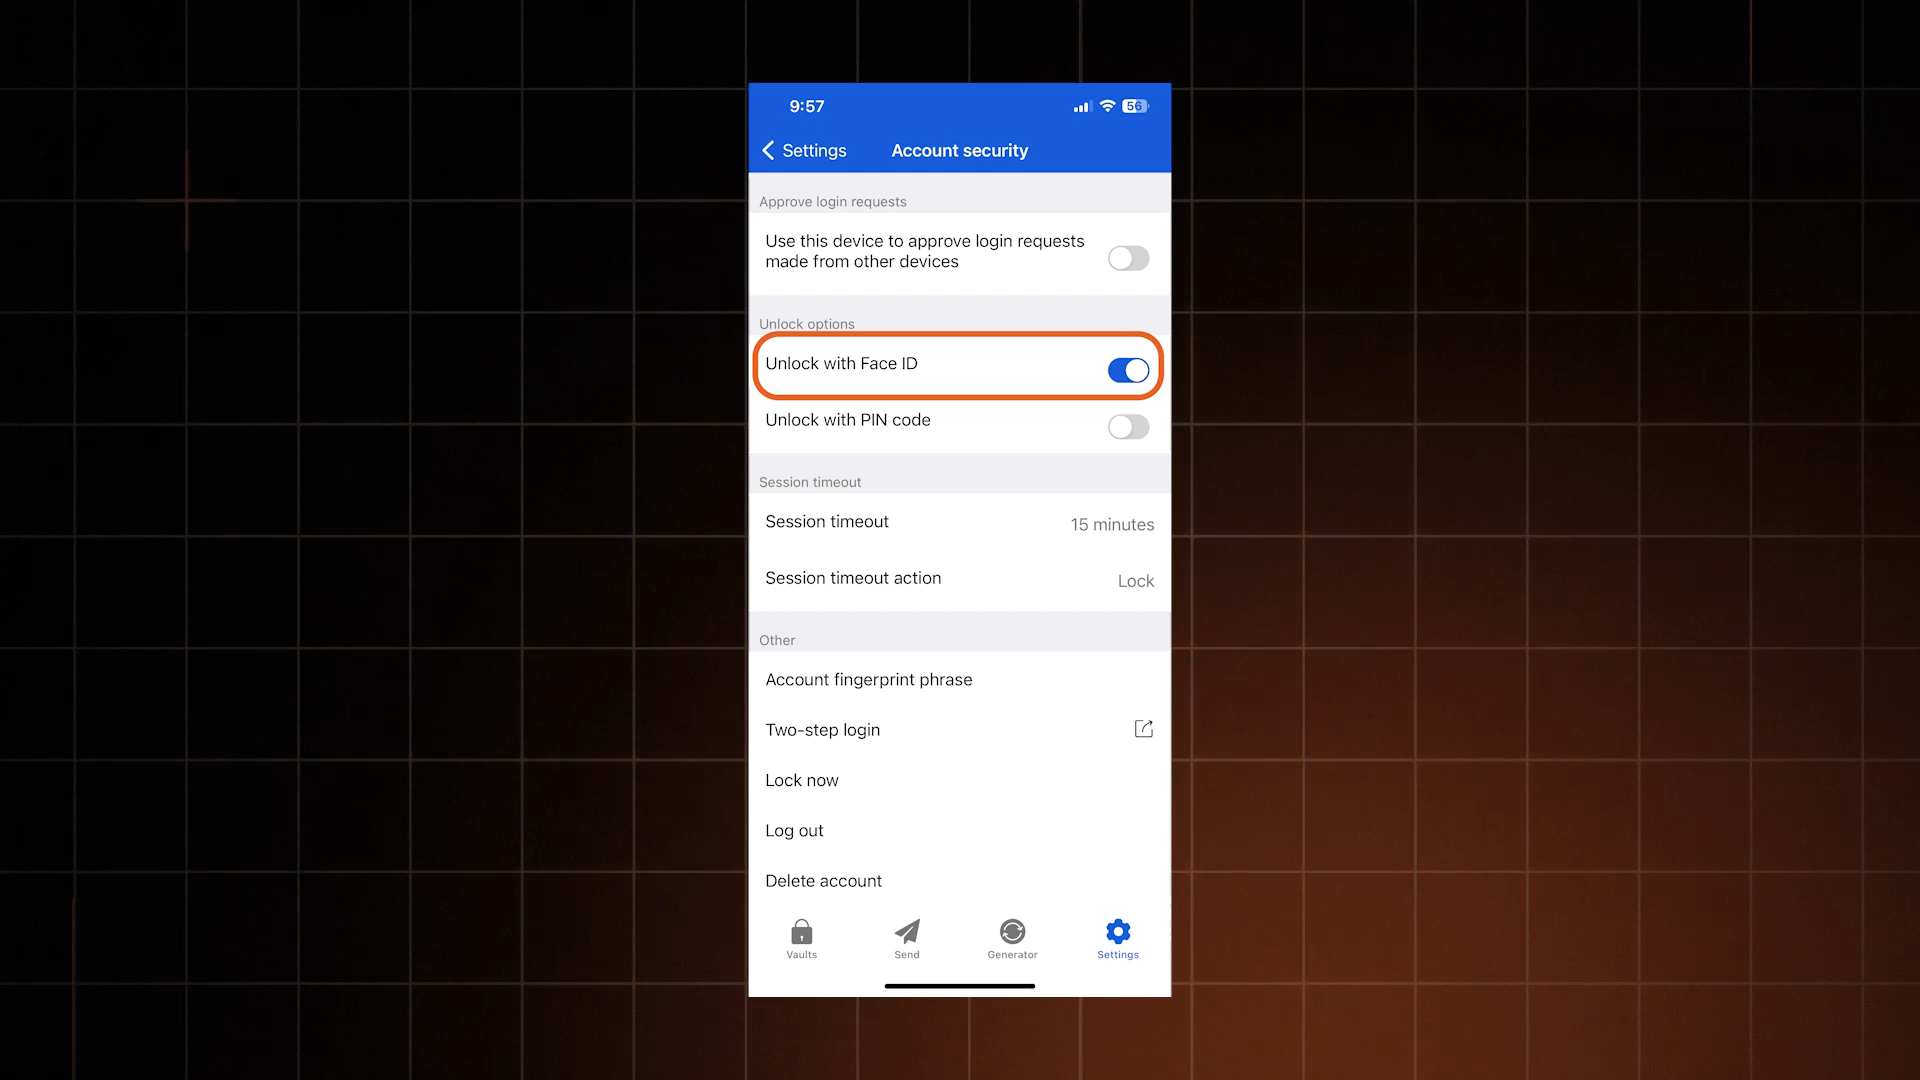 9:57
56
Settings
Account security
Approve login requests
Use this device to approve login requests
made from other devices
Unlock options
Unlock with Face ID
Unlock with PIN code
Session timeout
Session timeout
15 minutes
Session timeout action
Lock
Other
Account fingerprint phrase
Two-step login
Lock now
Log out
Delete account
Vaults
Send
Generator
Settings